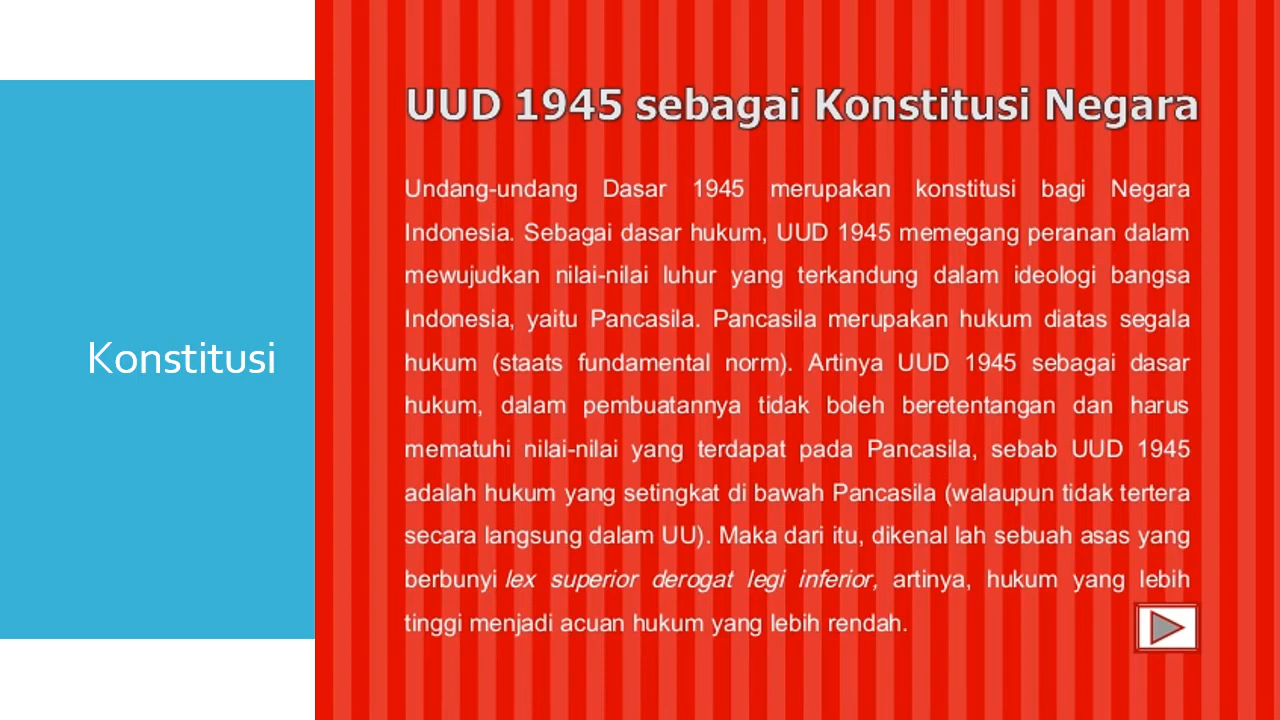 Konstitusi
UUD 1945 sebagai Konstitusi Negara
Undang-undang Dasar 1945 merupakan konstitusi bagi Negara
Indonesia. Sebagai dasar hukum, UUD 1945 memegang peranan dalam
mewujudkan nilai-nilai luhur yang terkandung dalam ideologi bangsa
Indonesia, yaitu Pancasila. Pancasila merupakan hukum diatas segala
hukum (staats fundamental norm). Artinya UUD 1945 sebagai dasar
hukum, dalam pembuatannya tidak boleh beretentangan dan harus
mematuhi nilai-nilai yang terdapat pada Pancasila, sebab UUD 1945
adalah hukum yang setingkat di bawah Pancasila (walaupun tidak tertera
secara langsung dalam UU). Maka dari itu, dikenal lah sebuah asas yang
berbunyi lex superior derogat legi inferior, artinya, hukum yang lebih
tinggi menjadi acuan hukum yang lebih rendah.